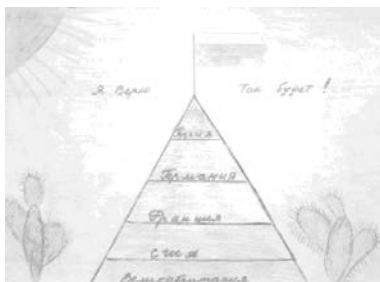 Я Верю Так будет!
Германия
Франция
США
Великобритания